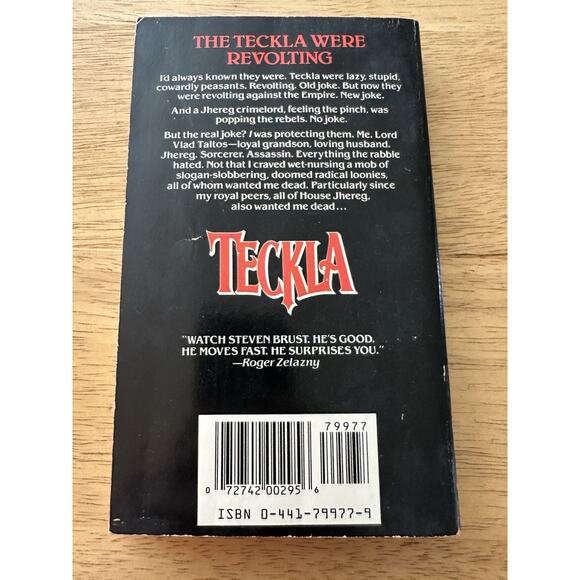 THE TECKLA WERE
REVOLTING
I'd always known they were. Teckla were lazy, stupid,
cowardly peasants. Revolting. Old joke. But now they
were revolting against the Empire. New joke.
And a Jhereg crimelord, feeling the pinch, was
popping the rebels. No joke.
But the real joke? I was protecting them. Me. Lord
Vlad Taltos—loyal grandson, loving husband.
Jhereg. Sorcerer. Assassin. Everything the rabble
hated. Not that I craved wet-nursing a mob of
slogan-slobbering, doomed radical loonies,
all of whom wanted me dead. Particularly since
my royal peers, all of House Jhereg,
also wanted me dead...
TECKLA
"WATCH STEVEN BRUST. HE'S GOOD.
HE MOVES FAST. HE SURPRISES YOU."
—Roger Zelazny
79977
0 72742 00295 6
ISBN 0-441-79977-9